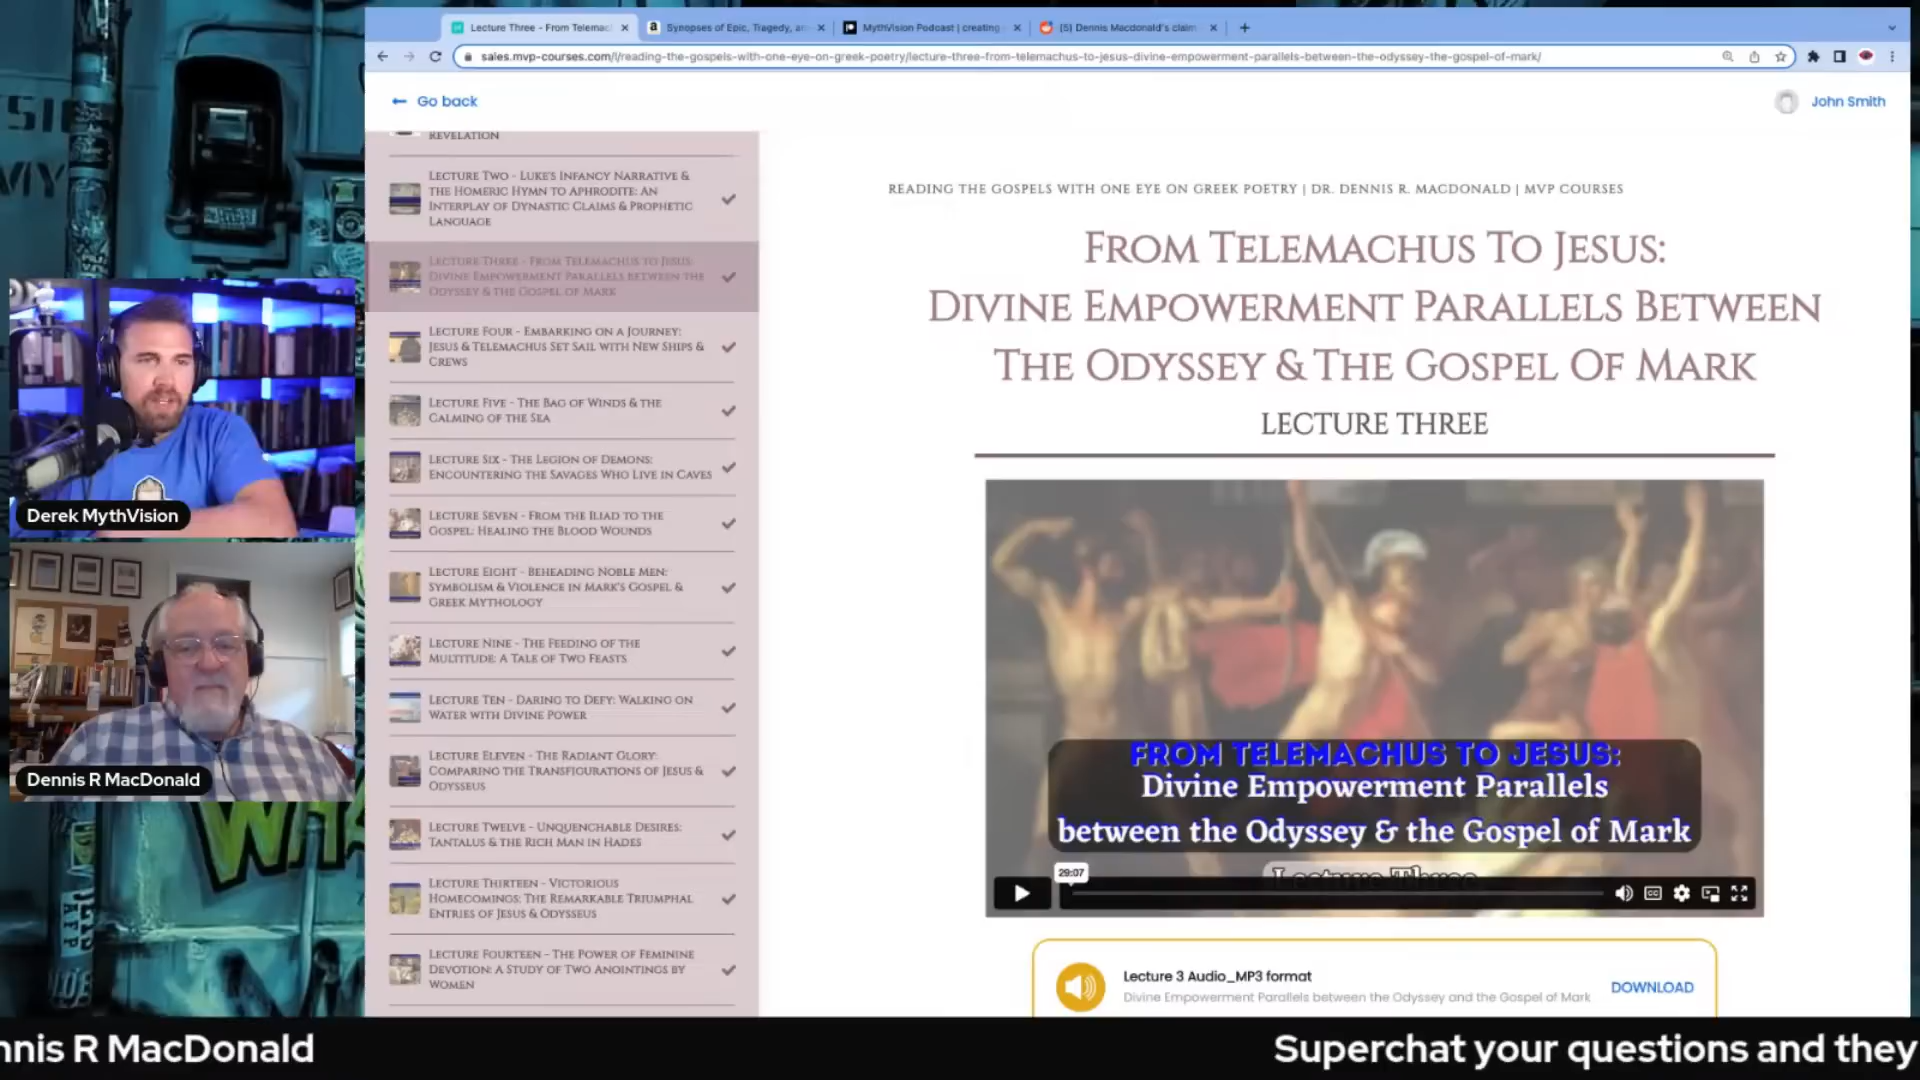 Lecture Three - From Telemac
Synopses of Epic, Tragedy, an
MythVision Podcast | creating
(5) Dennis Macdonald's claim
sales.mvp-courses.com/l/reading-the-gospels-with-one-eye-on-greek-poetry/lecture-three-from-telemachus-to-jesus-divine-empowerment-parallels-between-the-odyssey-the-gospel-of-mark/
Go back
John Smith
REVELATION
LECTURE TWO - LUKE'S INFANCY NARRATIVE &
THE HOMERIC HYMN TO APHRODITE: AN
INTERPLAY OF DYNASTIC CLAIMS & PROPHETIC
LANGUAGE
LECTURE THREE - FROM TELEMACHUS TO JESUS:
DIVINE EMPOWERMENT PARALLELS BETWEEN THE
ODYSSEY & THE GOSPEL OF MARK
LECTURE FOUR - EMBARKING ON A JOURNEY:
JESUS & TELEMACHUS SET SAIL WITH NEW SHIPS &
CREWS
LECTURE FIVE - THE BAG OF WINDS & THE
CALMING OF THE SEA
LECTURE SIX - THE LEGION OF DEMONS:
ENCOUNTERING THE SAVAGES WHO LIVE IN CAVES
LECTURE SEVEN - FROM THE ILIAD TO THE
GOSPEL: HEALING THE BLOOD WOUNDS
LECTURE EIGHT - BEHEADING NOBLE MEN:
SYMBOLISM & VIOLENCE IN MARK'S GOSPEL &
GREEK MYTHOLOGY
LECTURE NINE - THE FEEDING OF THE
MULTITUDE: A TALE OF TWO FEASTS
LECTURE TEN - DARING TO DEFY: WALKING ON
WATER WITH DIVINE POWER
LECTURE ELEVEN - THE RADIANT GLORY:
COMPARING THE TRANSFIGURATIONS OF JESUS &
ODYSSEUS
LECTURE TWELVE - UNQUENCHABLE DESIRES:
TANTALUS & THE RICH MAN IN HADES
LECTURE THIRTEEN - VICTORIOUS
HOMECOMINGS: THE REMARKABLE TRIUMPHAL
ENTRIES OF JESUS & ODYSSEUS
LECTURE FOURTEEN - THE POWER OF FEMININE
DEVOTION: A STUDY OF TWO ANOINTINGS BY
WOMEN
READING THE GOSPELS WITH ONE EYE ON GREEK POETRY | DR. DENNIS R. MACDONALD | MVP COURSES
FROM TELEMACHUS TO JESUS:
DIVINE EMPOWERMENT PARALLELS BETWEEN
THE ODYSSEY & THE GOSPEL OF MARK
LECTURE THREE
FROM TELEMACHUS TO JESUS:
Divine Empowerment Parallels
between the Odyssey & the Gospel of Mark
Lecture Three
29:07
CC
Lecture 3 Audio_MP3 format
Divine Empowerment Parallels between the Odyssey and the Gospel of Mark
DOWNLOAD
Derek MythVision
Dennis R MacDonald
WHA
nnis R MacDonald
Superchat your questions and they